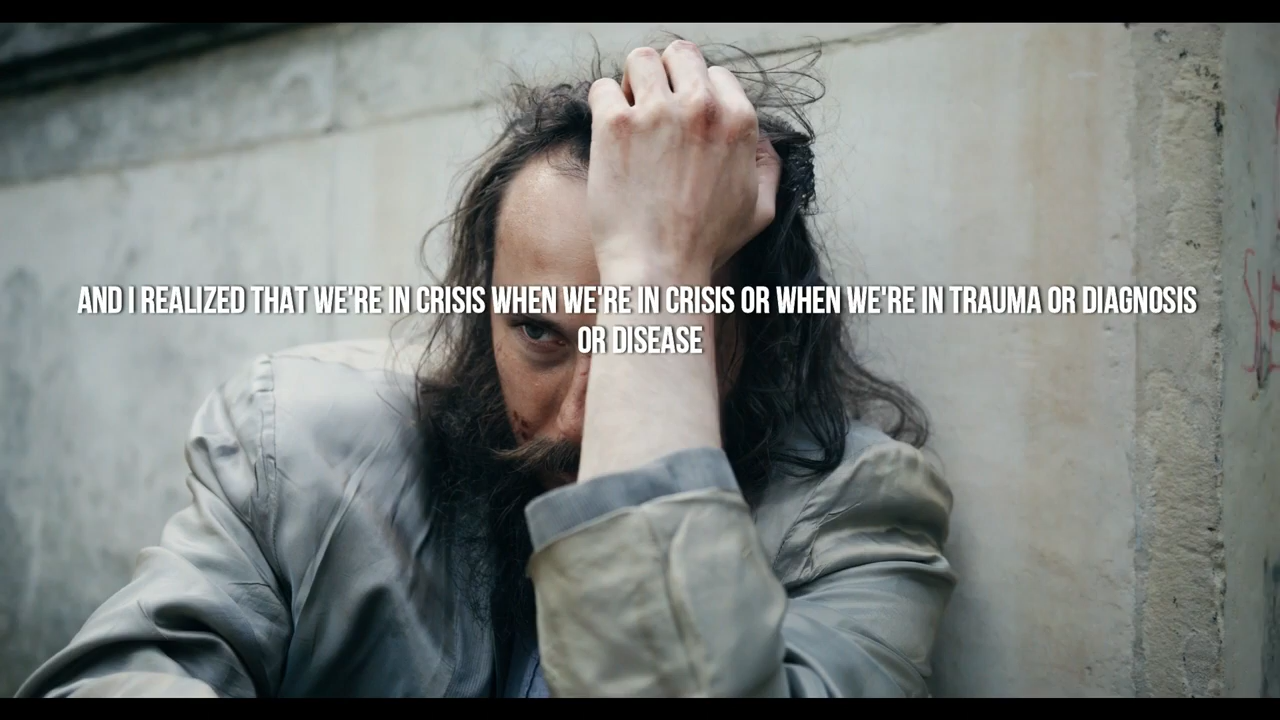 AND I REALIZED THAT WE'RE IN CRISIS WHEN WE'RE IN CRISIS OR WHEN WE'RE IN TRAUMA OR DIAGNOSIS
OR DISEASE